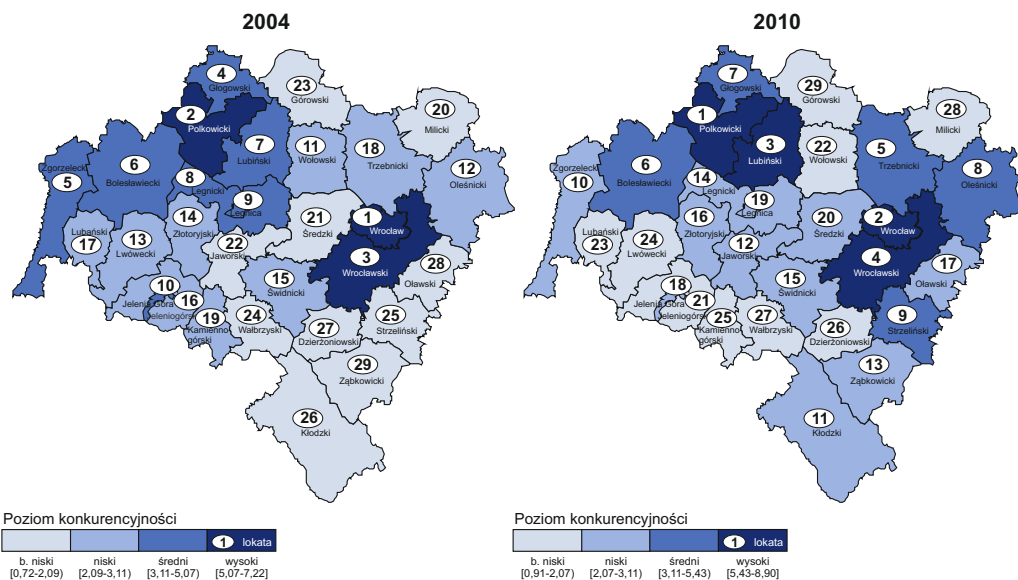 2004
4
Głogowski
23
Górowski
20
Milicki
2
Polkowicki
7
Lubiński
11
Wołowski
18
Trzebnicki
12
Oleśnicki
Zgorzelecki
5
6
Bolesławiecki
8
Legnicki
9
Legnica
14
Złotoryjski
21
Średzki
1
Wrocław
Lubański
17
13
Lwówecki
22
Jaworski
3
Wrocławski
28
Oławski
10
Jelenia Góra
16
Jeleniogórski
15
Świdnicki
19
Kamienno
górski
24
Wałbrzyski
27
Dzierżoniowski
25
Strzeliński
29
Ząbkowicki
26
Kłodzki
Poziom konkurencyjności
1 lokata
b. niski niski średni wysoki
[0,72-2,09) [2,09-3,11) [3,11-5,07) [5,07-7,22)
2010
7
Głogowski
29
Górowski
28
Milicki
1
Polkowicki
3
Lubiński
22
Wołowski
5
Trzebnicki
8
Oleśnicki
Zgorzelecki
10
6
Bolesławiecki
14
Legnicki
19
Legnica
16
Złotoryjski
20
Średzki
2
Wrocław
Lubański
23
24
Lwówecki
12
Jaworski
4
Wrocławski
17
Oławski
18
Jelenia Góra
21
Jeleniogórski
15
Świdnicki
25
Kamienno
górski
27
Wałbrzyski
26
Dzierżoniowski
9
Strzeliński
13
Ząbkowicki
11
Kłodzki
Poziom konkurencyjności
1 lokata
b. niski niski średni wysoki
[0,91-2,07) [2,07-3,11) [3,11-5,43) [5,43-8,90)